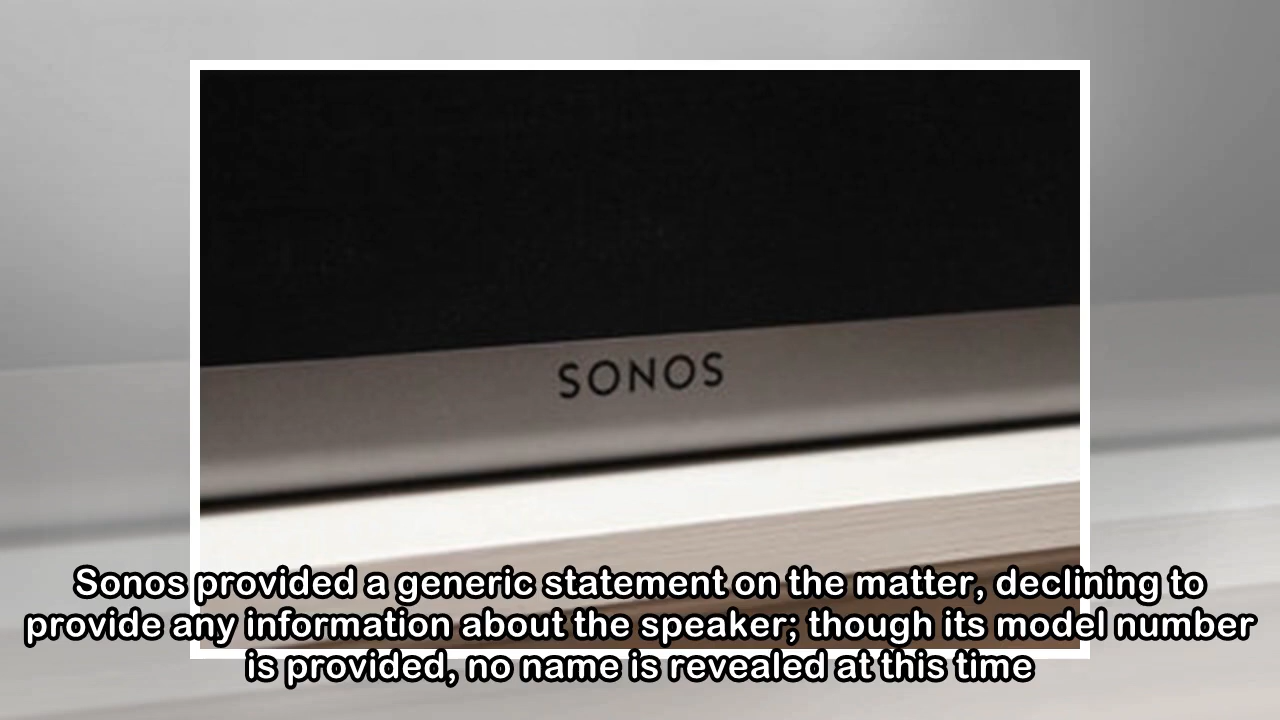 SONOS
Sonos provided a generic statement on the matter, declining to
provide any information about the speaker; though its model number
is provided, no name is revealed at this time